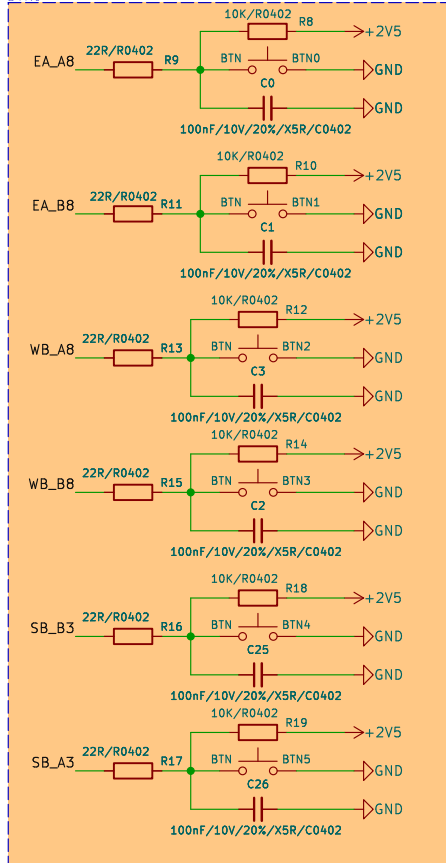 10K/R0402 R8
+2V5
22R/R0402
EA_A8 R9 BTN BTN0 GND
C0
GND
100nF/10V/20%/X5R/C0402
10K/R0402 R10
+2V5
22R/R0402
EA_B8 R11 BTN BTN1 GND
C1
GND
100nF/10V/20%/X5R/C0402
10K/R0402 R12
+2V5
22R/R0402
WB_A8 R13 BTN BTN2 GND
C3
GND
100nF/10V/20%/X5R/C0402
10K/R0402 R14
+2V5
22R/R0402
WB_B8 R15 BTN BTN3 GND
C2
GND
100nF/10V/20%/X5R/C0402
10K/R0402 R18
+2V5
22R/R0402
SB_B3 R16 BTN BTN4 GND
C25
GND
100nF/10V/20%/X5R/C0402
10K/R0402 R19
+2V5
22R/R0402
SB_A3 R17 BTN BTN5 GND
C26
GND
100nF/10V/20%/X5R/C0402